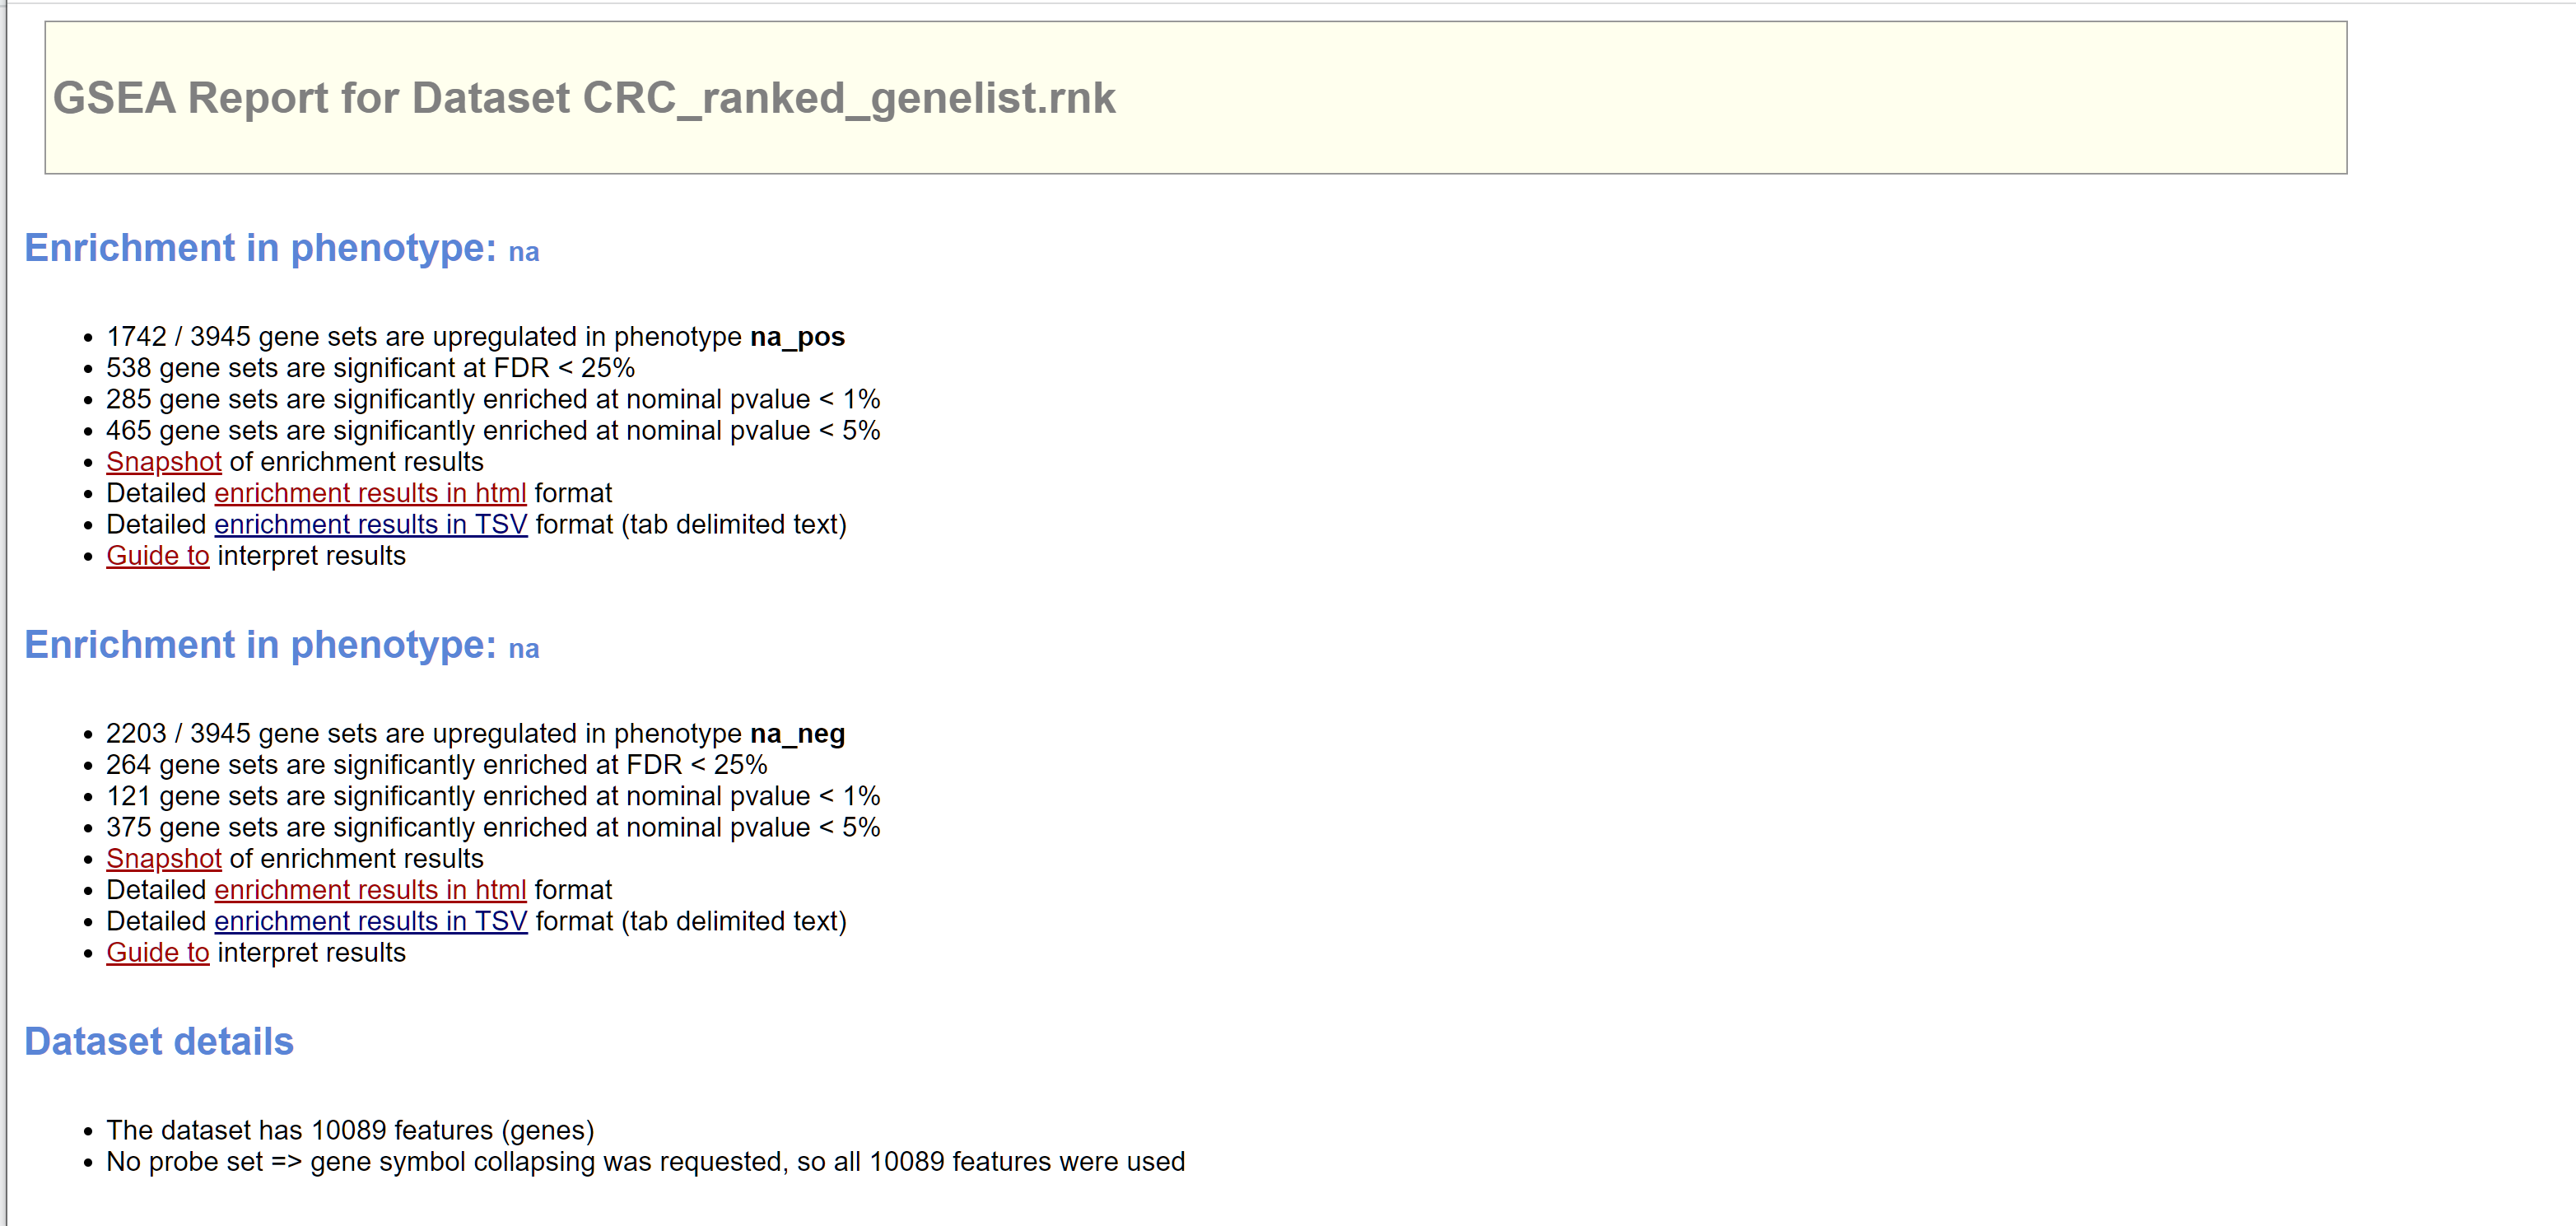 GSEA Report for Dataset CRC_ranked_genelist.rnk
Enrichment in phenotype: na
1742 / 3945 gene sets are upregulated in phenotype na_pos
538 gene sets are significant at FDR < 25%
285 gene sets are significantly enriched at nominal pvalue < 1%
465 gene sets are significantly enriched at nominal pvalue < 5%
Snapshot of enrichment results
Detailed enrichment results in html format
Detailed enrichment results in TSV format (tab delimited text)
Guide to interpret results
Enrichment in phenotype: na
2203 / 3945 gene sets are upregulated in phenotype na_neg
264 gene sets are significantly enriched at FDR < 25%
121 gene sets are significantly enriched at nominal pvalue < 1%
375 gene sets are significantly enriched at nominal pvalue < 5%
Snapshot of enrichment results
Detailed enrichment results in html format
Detailed enrichment results in TSV format (tab delimited text)
Guide to interpret results
Dataset details
The dataset has 10089 features (genes)
No probe set => gene symbol collapsing was requested, so all 10089 features were used